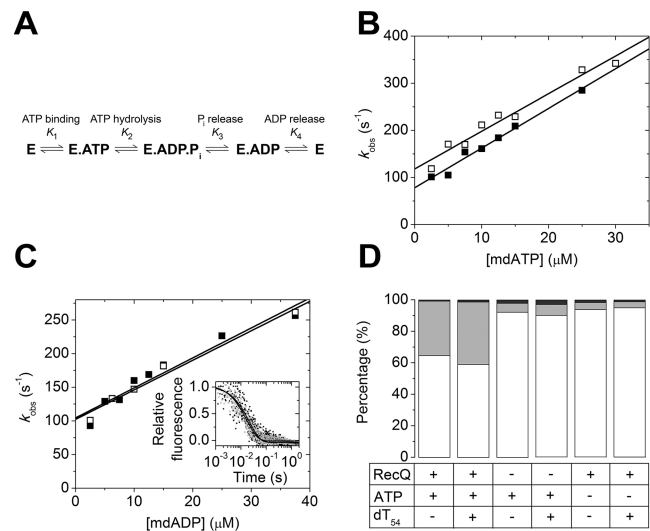 A
ATP binding ATP hydrolysis Pi release ADP release
K1 K2 K3 K4
E ⇌ E.ATP ⇌ E.ADP.Pi ⇌ E.ADP ⇌ E
B
400
300
200
100
0
kobs (s-1)
0 10 20 30
[mdATP] (μM)
C
250
200
150
100
50
0
kobs (s-1)
0 10 20 30 40
[mdADP] (μM)
1.0
0.5
0.0
Relative
fluorescence
10-3 10-2 10-1 100
Time (s)
D
100
80
60
40
20
0
Percentage (%)
RecQ + + - - + +
ATP + + + + - -
dT54 - + - + - +